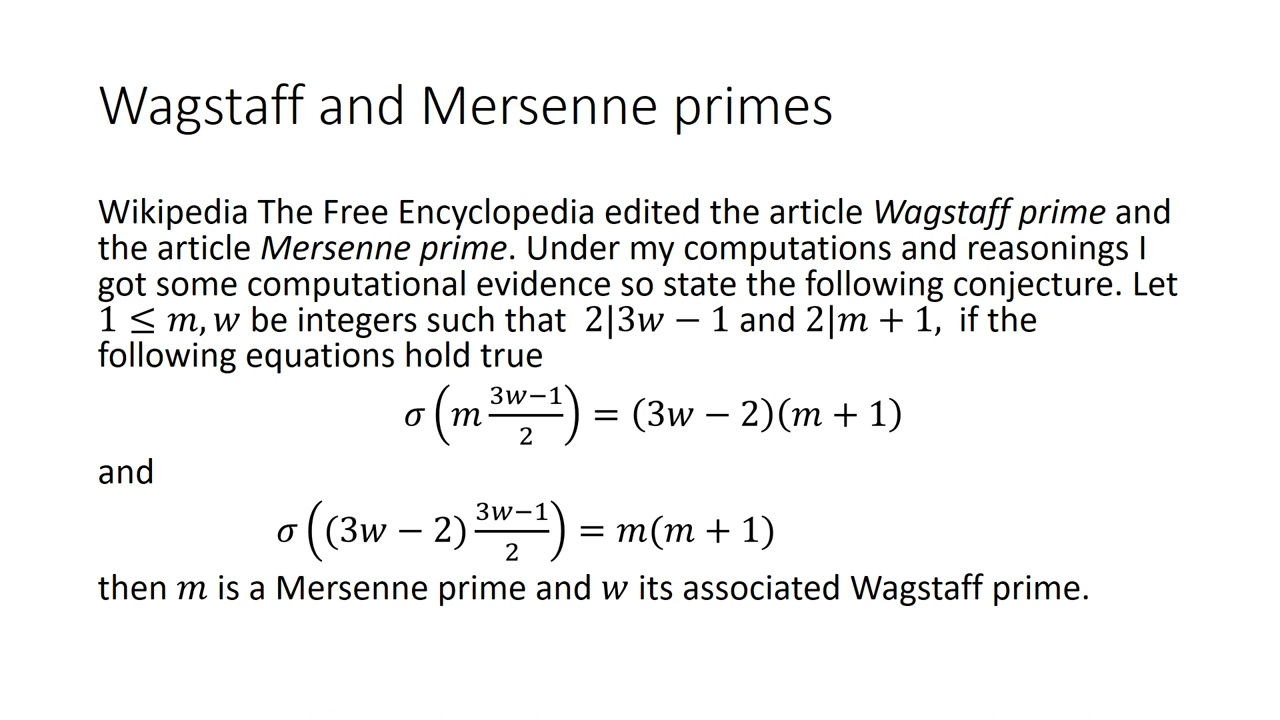 Wagstaff and Mersenne primes
Wikipedia The Free Encyclopedia edited the article Wagstaff prime and
the article Mersenne prime. Under my computations and reasonings I
got some computational evidence so state the following conjecture. Let
1 ≤ m, w be integers such that 2|3w − 1 and 2|m + 1, if the
following equations hold true
σ(m (3w−1)/2) = (3w − 2)(m + 1)
and
σ((3w − 2) (3w−1)/2) = m(m + 1)
then m is a Mersenne prime and w its associated Wagstaff prime.